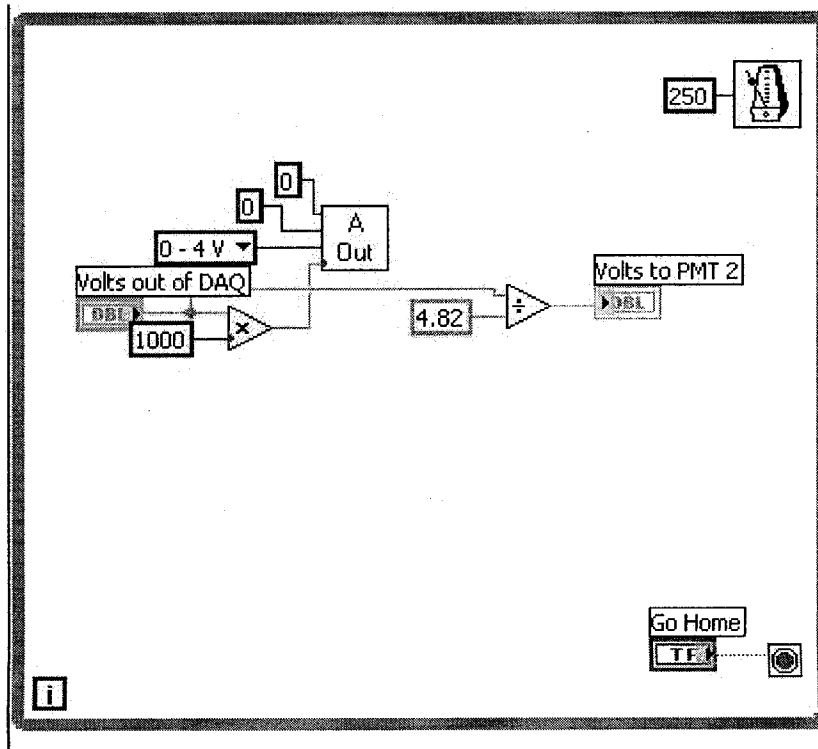 250
0
0
A
Out
0 - 4 V
Volts out of DAQ
DBL
1000
×
4.82
÷
Volts to PMT 2
DBL
Go Home
TF
i